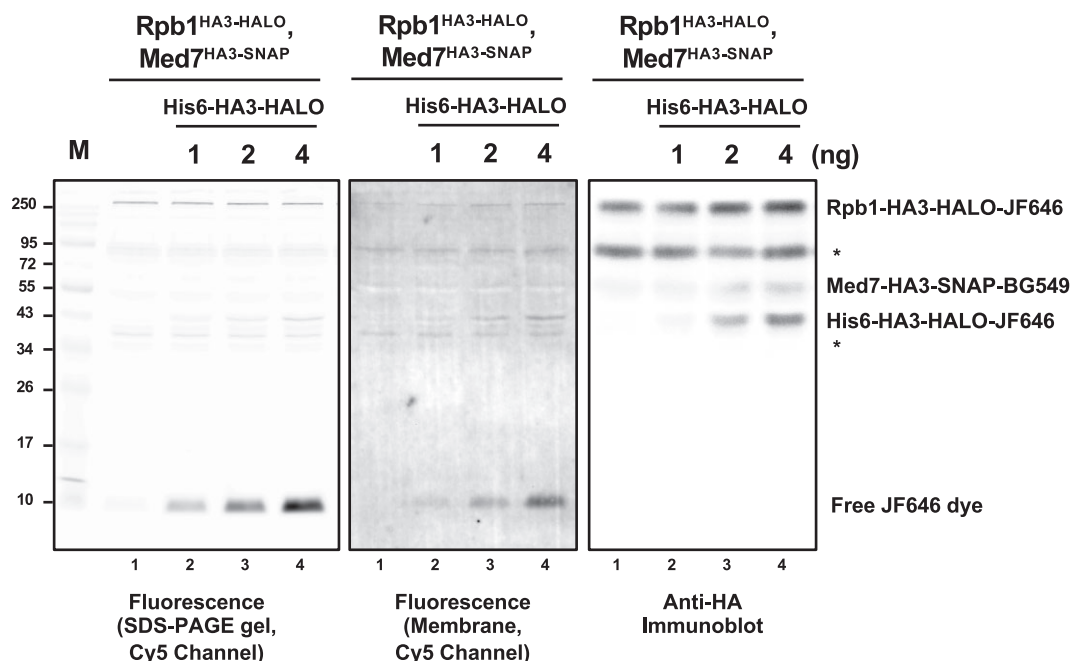 Rpb1HA3-HALO, Rpb1HA3-HALO, Rpb1HA3-HALO,
Med7HA3-SNAP Med7HA3-SNAP Med7HA3-SNAP
His6-HA3-HALO His6-HA3-HALO His6-HA3-HALO
M 1 2 4 1 2 4 1 2 4 (ng)
250 Rpb1-HA3-HALO-JF646
95 *
72
55 Med7-HA3-SNAP-BG549
43 His6-HA3-HALO-JF646
34 *
26
17
10 Free JF646 dye
1 2 3 4 1 2 3 4 1 2 3 4
Fluorescence Fluorescence Anti-HA
(SDS-PAGE gel, (Membrane, Immunoblot
Cy5 Channel) Cy5 Channel)